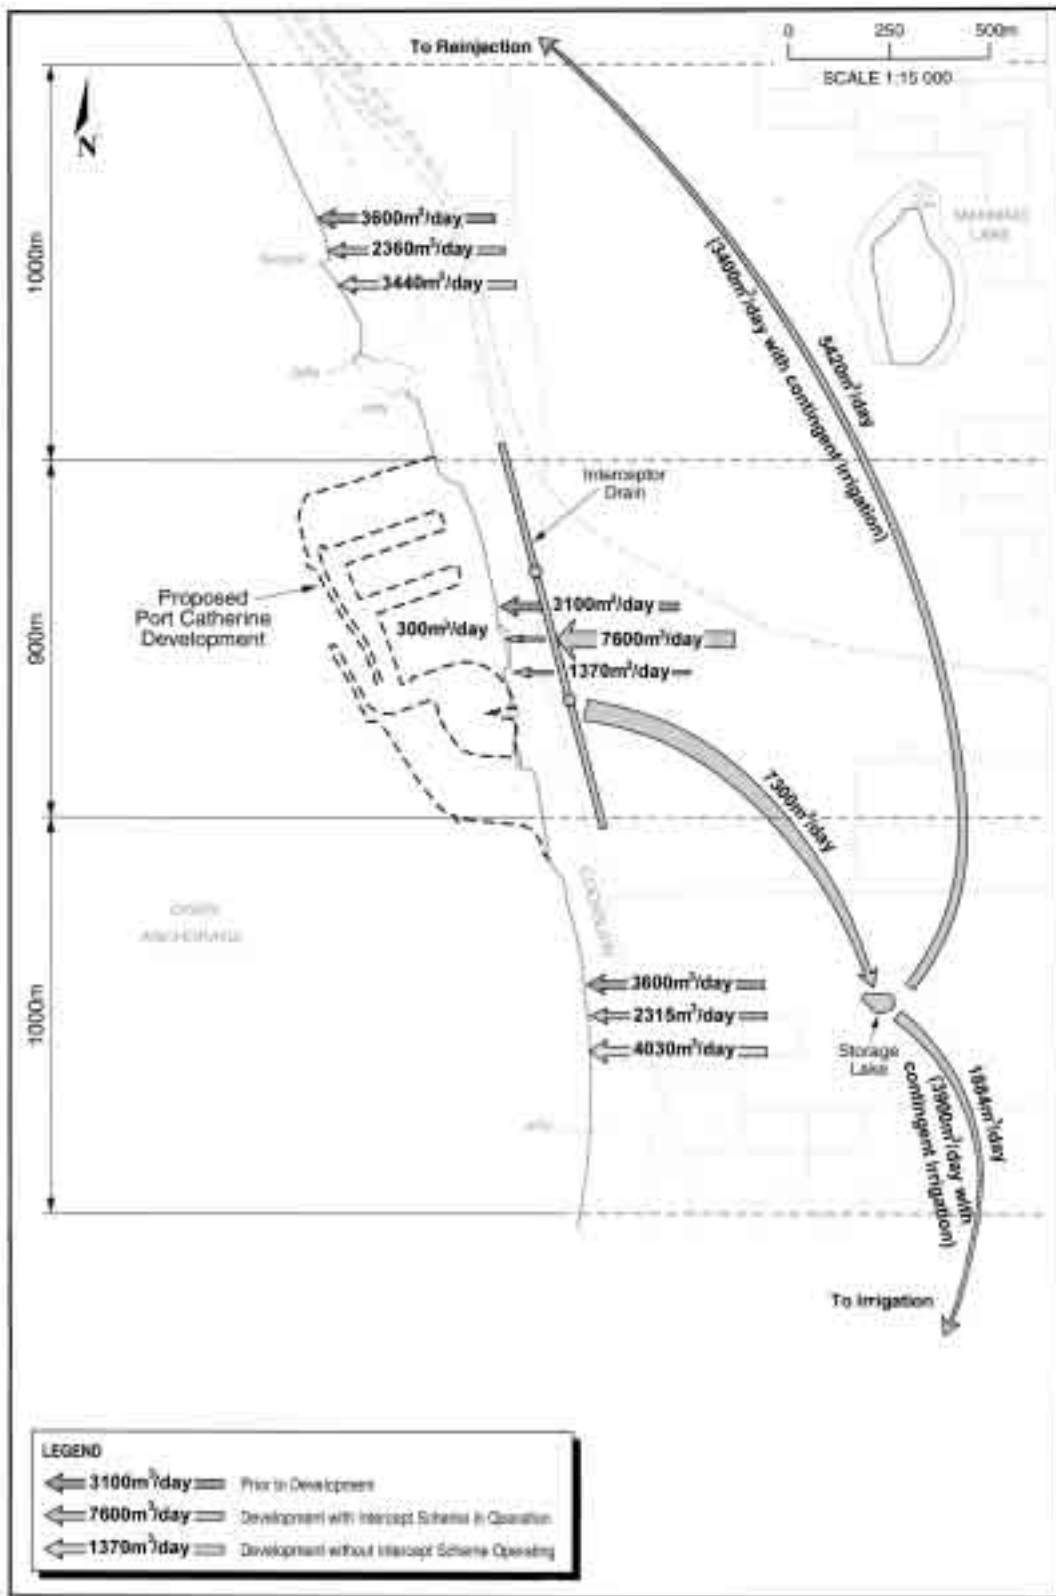 To Reinjection
0 250 500m
SCALE 1:15 000
N
1000m
3600m³/day
2360m³/day
3440m³/day
LAKE
5420m³/day
(3400m³/day with contingent irrigation)
Interceptor
Drain
Proposed
Port Catherine
Development
900m
3100m³/day
300m³/day
7600m³/day
1370m³/day
7300m³/day
COOGEE
OWEN
ANCHORAGE
1000m
3600m³/day
2315m³/day
4030m³/day
Storage
Lake
1884m³/day
(3900m³/day with
contingent irrigation)
To Irrigation
LEGEND
3100m³/day Prior to Development
7600m³/day Development with Intercept Scheme in Operation
1370m³/day Development without Intercept Scheme Operating